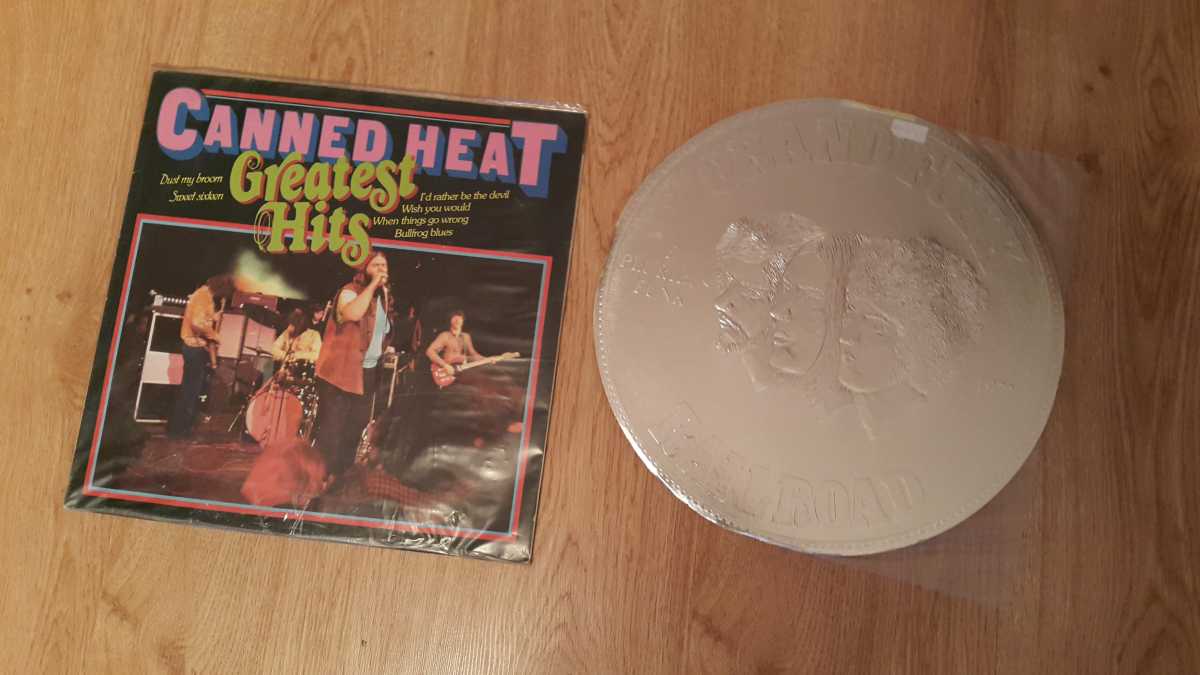 CANNED HEAT
Greatest
Hits
Dust my broom
Sweet sixteen
I'd rather be the devil
Wish you would
When things go wrong
Bullfrog blues
RAILROAD